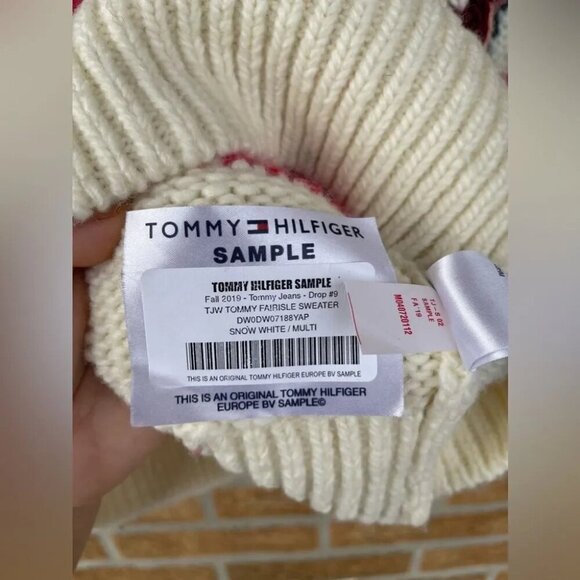 TOMMY HILFIGER
SAMPLE
TOMMY HILFIGER SAMPLE
Fall 2019 - Tommy Jeans - Drop #9
TJW TOMMY FAIRISLE SWEATER
DW0DW07188YAP
SNOW WHITE / MULTI
THIS IS AN ORIGINAL TOMMY HILFIGER EUROPE BV SAMPLE
THIS IS AN ORIGINAL TOMMY HILFIGER
EUROPE BV SAMPLE©
SAMPLE
FA'19
M040720112